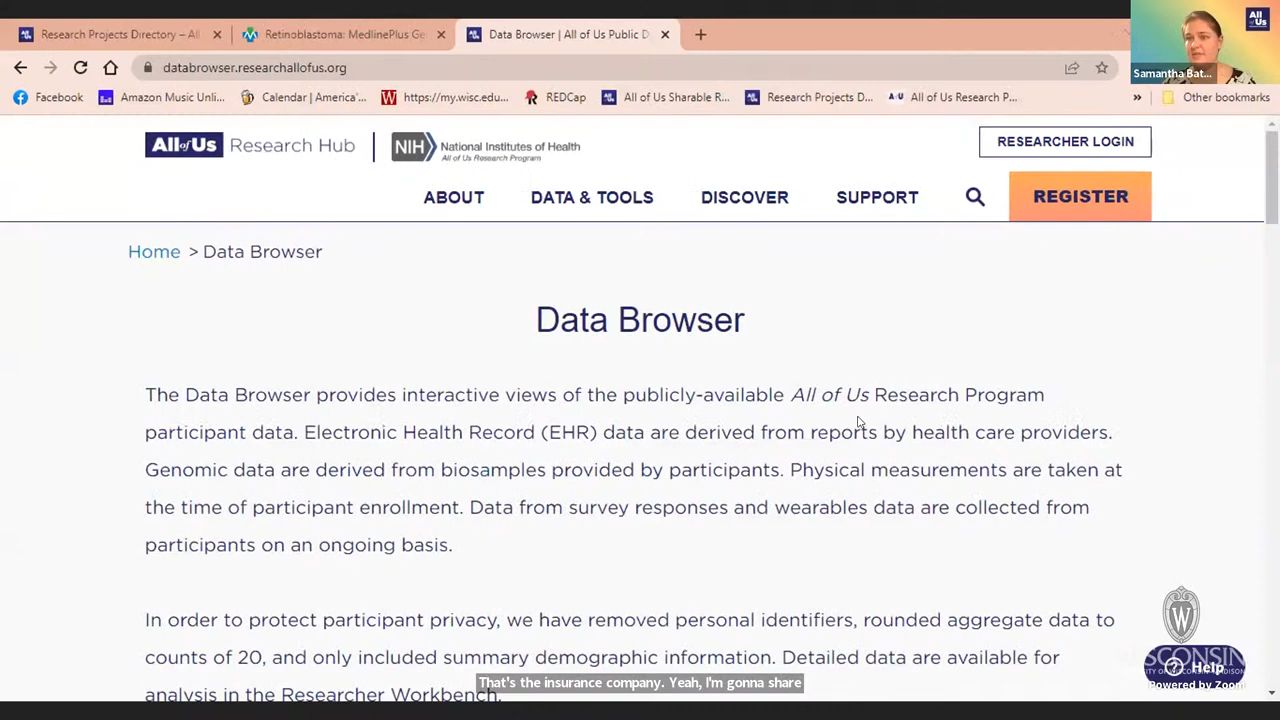 Research Projects Directory – All
Retinoblastoma: MedlinePlus Ge
Data Browser | All of Us Public D
All of Us
Samantha Bat...
databrowser.researchallofus.org
Facebook
Amazon Music Unli...
Calendar | America'...
https://my.wisc.edu...
REDCap
All of Us Sharable R...
Research Projects D...
All of Us Research P...
»
Other bookmarks
All of Us Research Hub
NIH National Institutes of Health
All of Us Research Program
RESEARCHER LOGIN
ABOUT
DATA & TOOLS
DISCOVER
SUPPORT
REGISTER
Home > Data Browser
Data Browser
The Data Browser provides interactive views of the publicly-available All of Us Research Program
participant data. Electronic Health Record (EHR) data are derived from reports by health care providers.
Genomic data are derived from biosamples provided by participants. Physical measurements are taken at
the time of participant enrollment. Data from survey responses and wearables data are collected from
participants on an ongoing basis.
In order to protect participant privacy, we have removed personal identifiers, rounded aggregate data to
counts of 20, and only included summary demographic information. Detailed data are available for
analysis in the Researcher Workbench.
That's the insurance company. Yeah, I'm gonna share
W
Help
Powered by Zoom